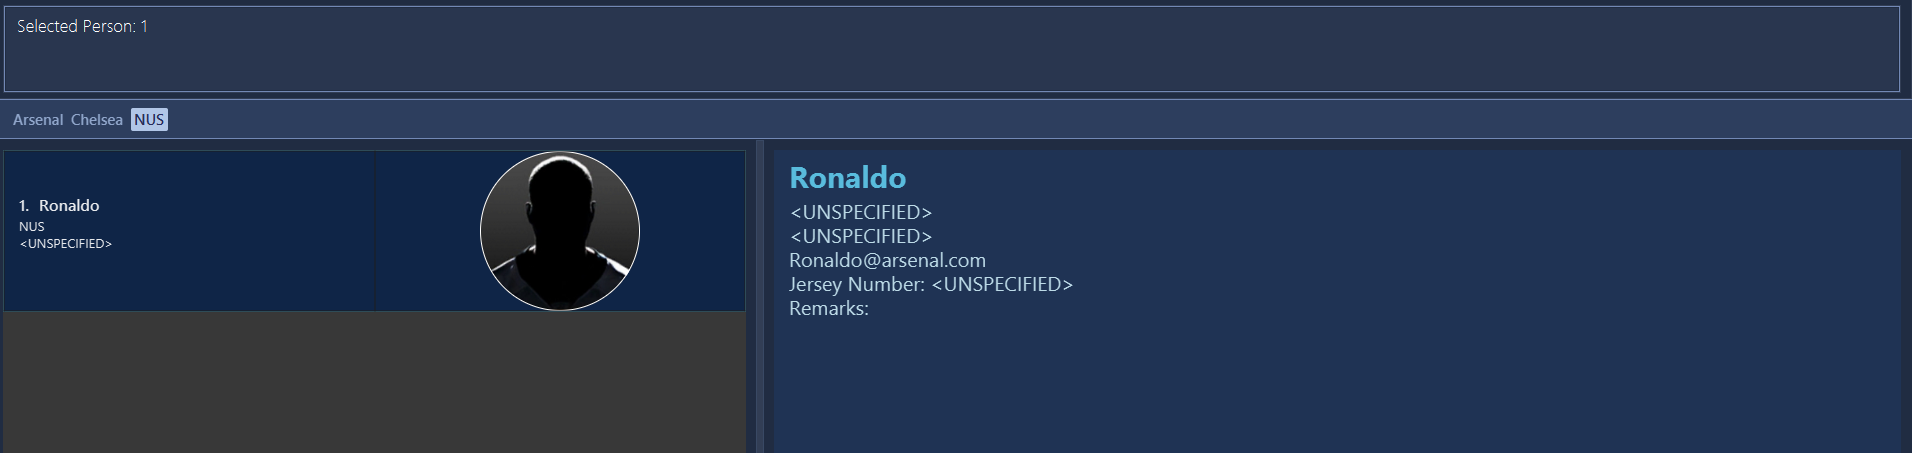 Selected Person: 1
Arsenal Chelsea NUS
1. Ronaldo
NUS
<UNSPECIFIED>
Ronaldo
<UNSPECIFIED>
<UNSPECIFIED>
Ronaldo@arsenal.com
Jersey Number: <UNSPECIFIED>
Remarks: